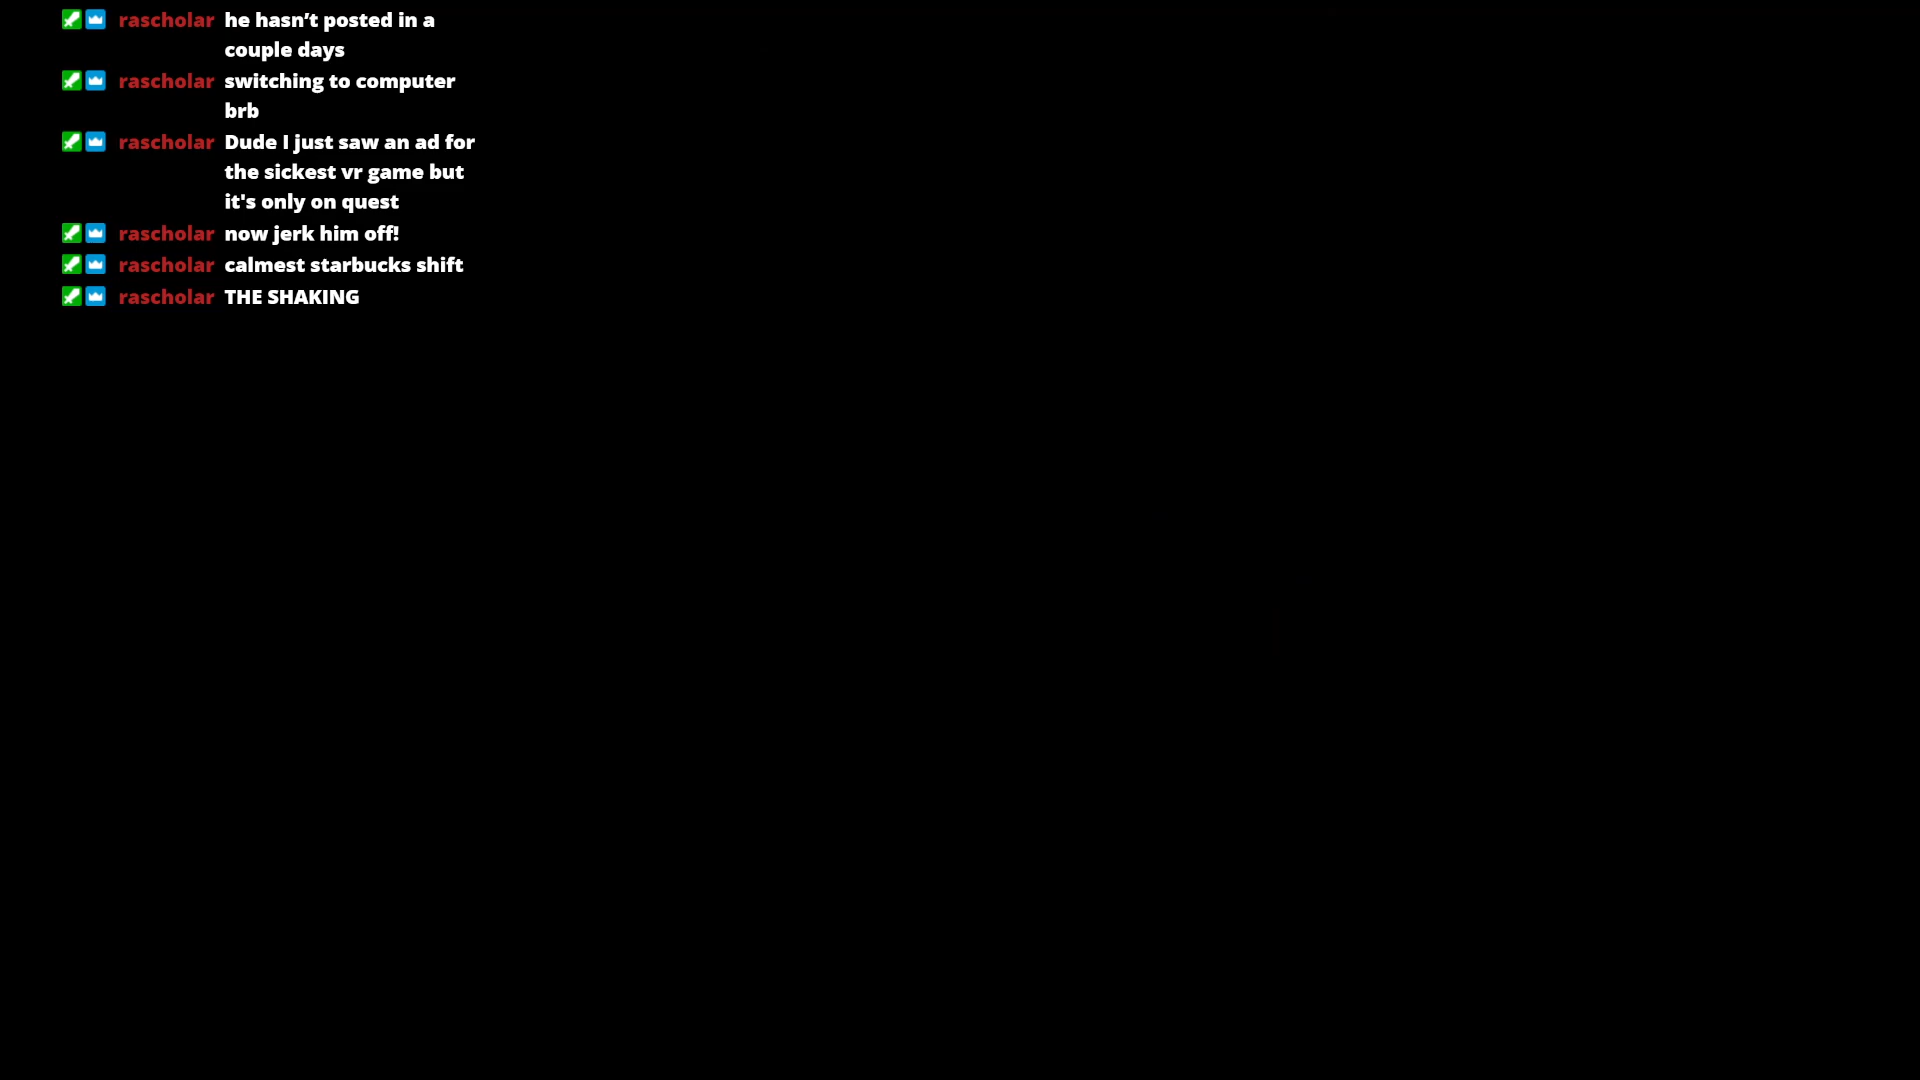 rascholar he hasn’t posted in a
couple days
rascholar switching to computer
brb
rascholar Dude I just saw an ad for
the sickest vr game but
it's only on quest
rascholar now jerk him off!
rascholar calmest starbucks shift
rascholar THE SHAKING